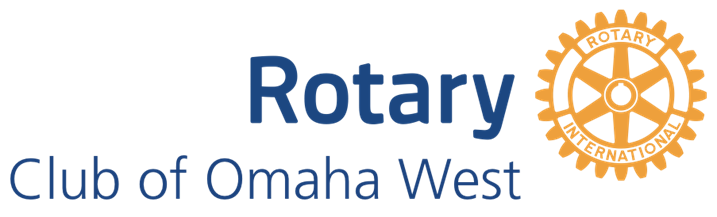 Rotary
Club of Omaha West
ROTARY
INTERNATIONAL